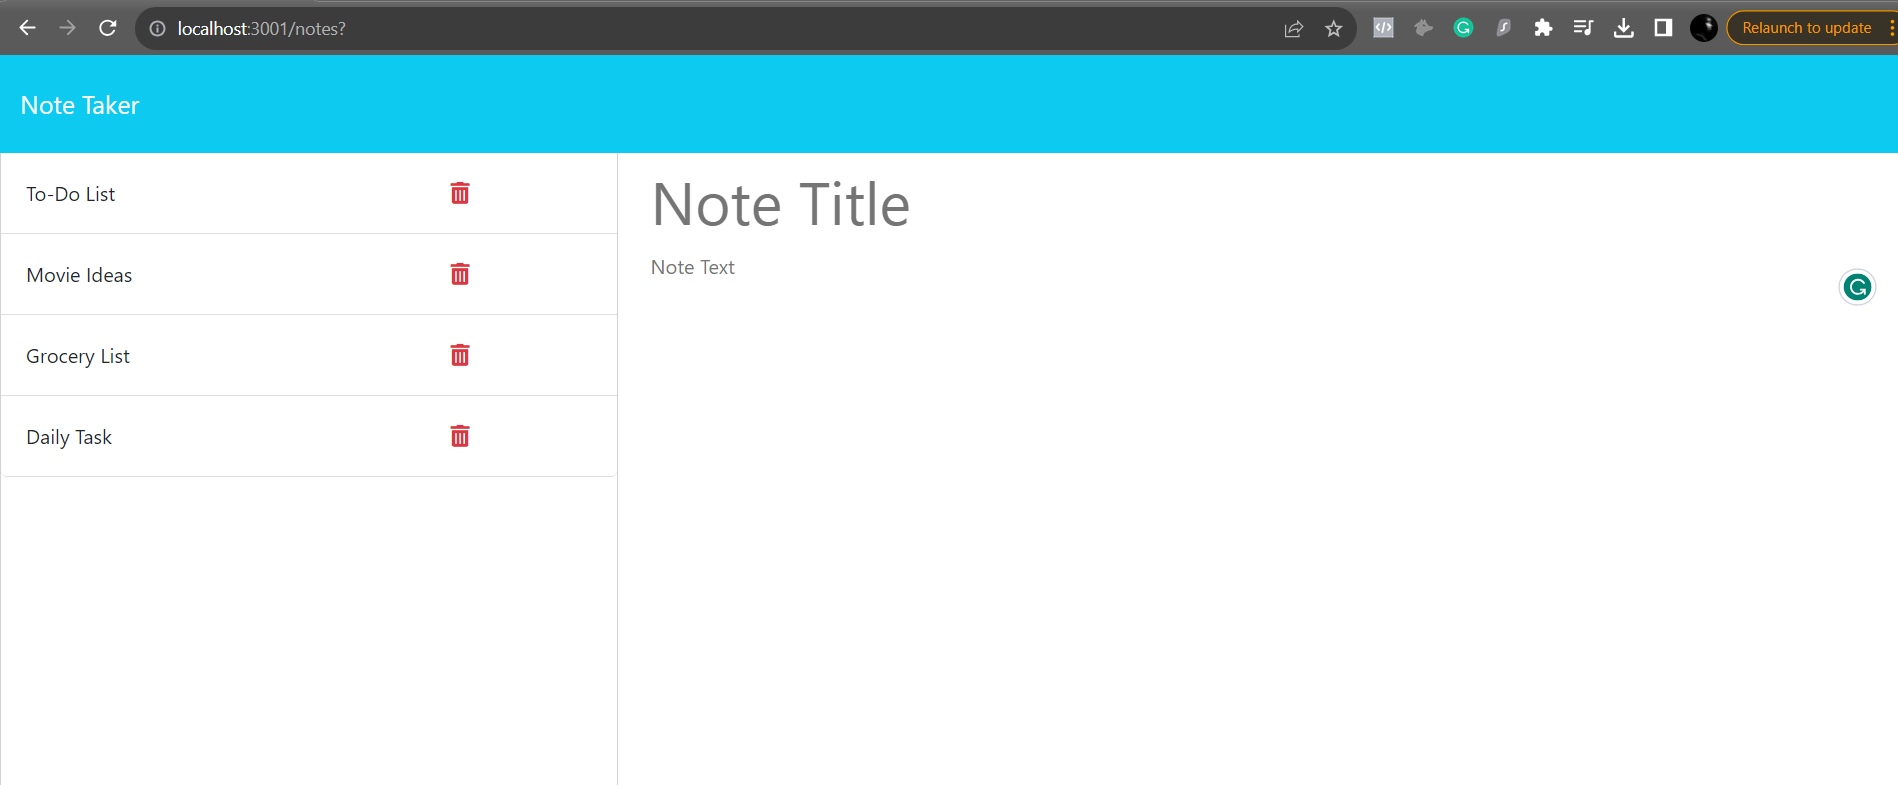 localhost:3001/notes?
Relaunch to update
Note Taker
To-Do List
Movie Ideas
Grocery List
Daily Task
Note Title
Note Text